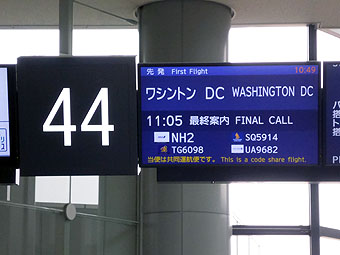 44
先発 First Flight 10:49
ワシントン DC WASHINGTON DC
11:05 最終案内 FINAL CALL
NH2 SQ5914
TG6098 UA9682
当便は共同運航便です。 This is a code share flight.